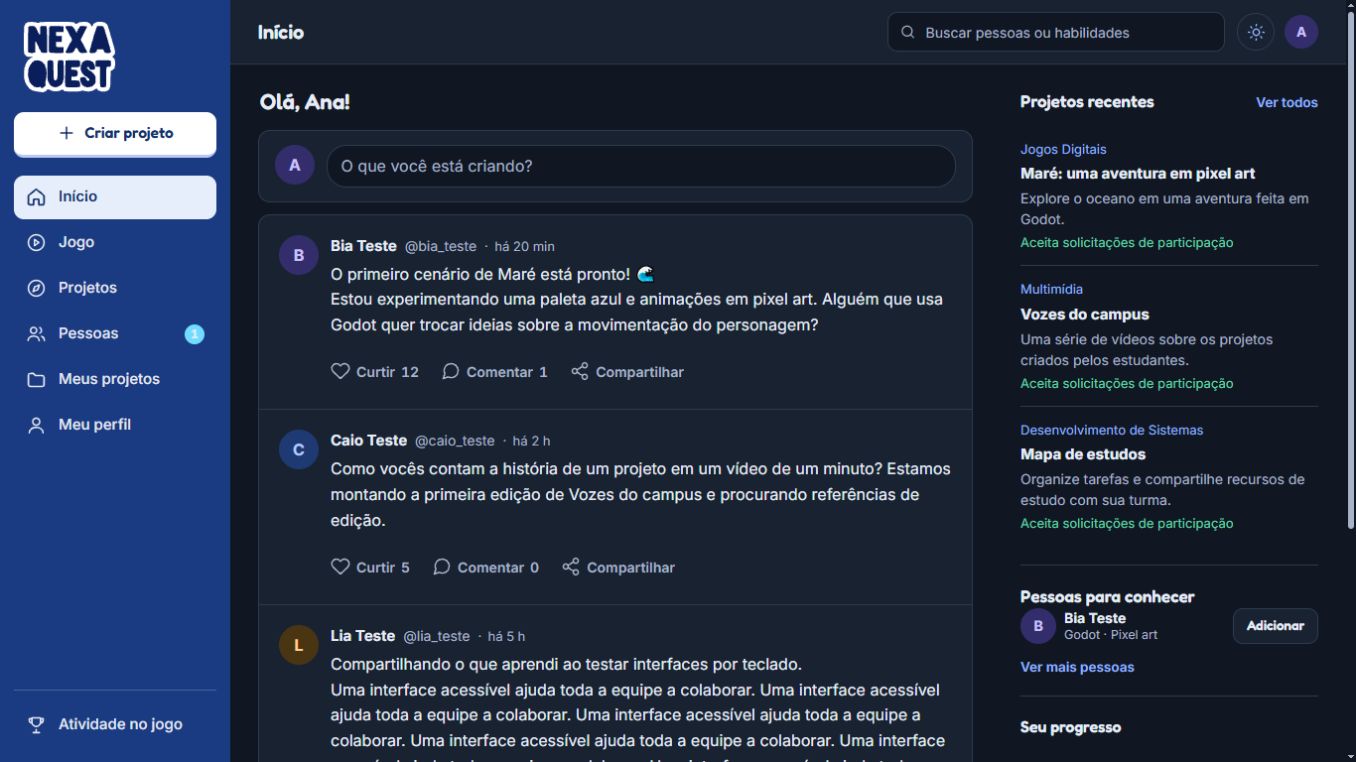 NEXA
QUEST
Criar projeto
Início
Jogo
Projetos
Pessoas
1
Meus projetos
Meu perfil
Atividade no jogo
Início
Buscar pessoas ou habilidades
A
Olá, Ana!
A
O que você está criando?
B
Bia Teste @bia_teste · há 20 min
O primeiro cenário de Maré está pronto! 🌊
Estou experimentando uma paleta azul e animações em pixel art. Alguém que usa
Godot quer trocar ideias sobre a movimentação do personagem?
Curtir 12 Comentar 1 Compartilhar
C
Caio Teste @caio_teste · há 2 h
Como vocês contam a história de um projeto em um vídeo de um minuto? Estamos
montando a primeira edição de Vozes do campus e procurando referências de
edição.
Curtir 5 Comentar 0 Compartilhar
L
Lia Teste @lia_teste · há 5 h
Compartilhando o que aprendi ao testar interfaces por teclado.
Uma interface acessível ajuda toda a equipe a colaborar. Uma interface acessível
ajuda toda a equipe a colaborar. Uma interface acessível ajuda toda a equipe a
colaborar. Uma interface acessível ajuda toda a equipe a colaborar. Uma interface
Projetos recentes
Ver todos
Jogos Digitais
Maré: uma aventura em pixel art
Explore o oceano em uma aventura feita em
Godot.
Aceita solicitações de participação
Multimídia
Vozes do campus
Uma série de vídeos sobre os projetos
criados pelos estudantes.
Aceita solicitações de participação
Desenvolvimento de Sistemas
Mapa de estudos
Organize tarefas e compartilhe recursos de
estudo com sua turma.
Aceita solicitações de participação
Pessoas para conhecer
B
Bia Teste
Godot · Pixel art
Adicionar
Ver mais pessoas
Seu progresso